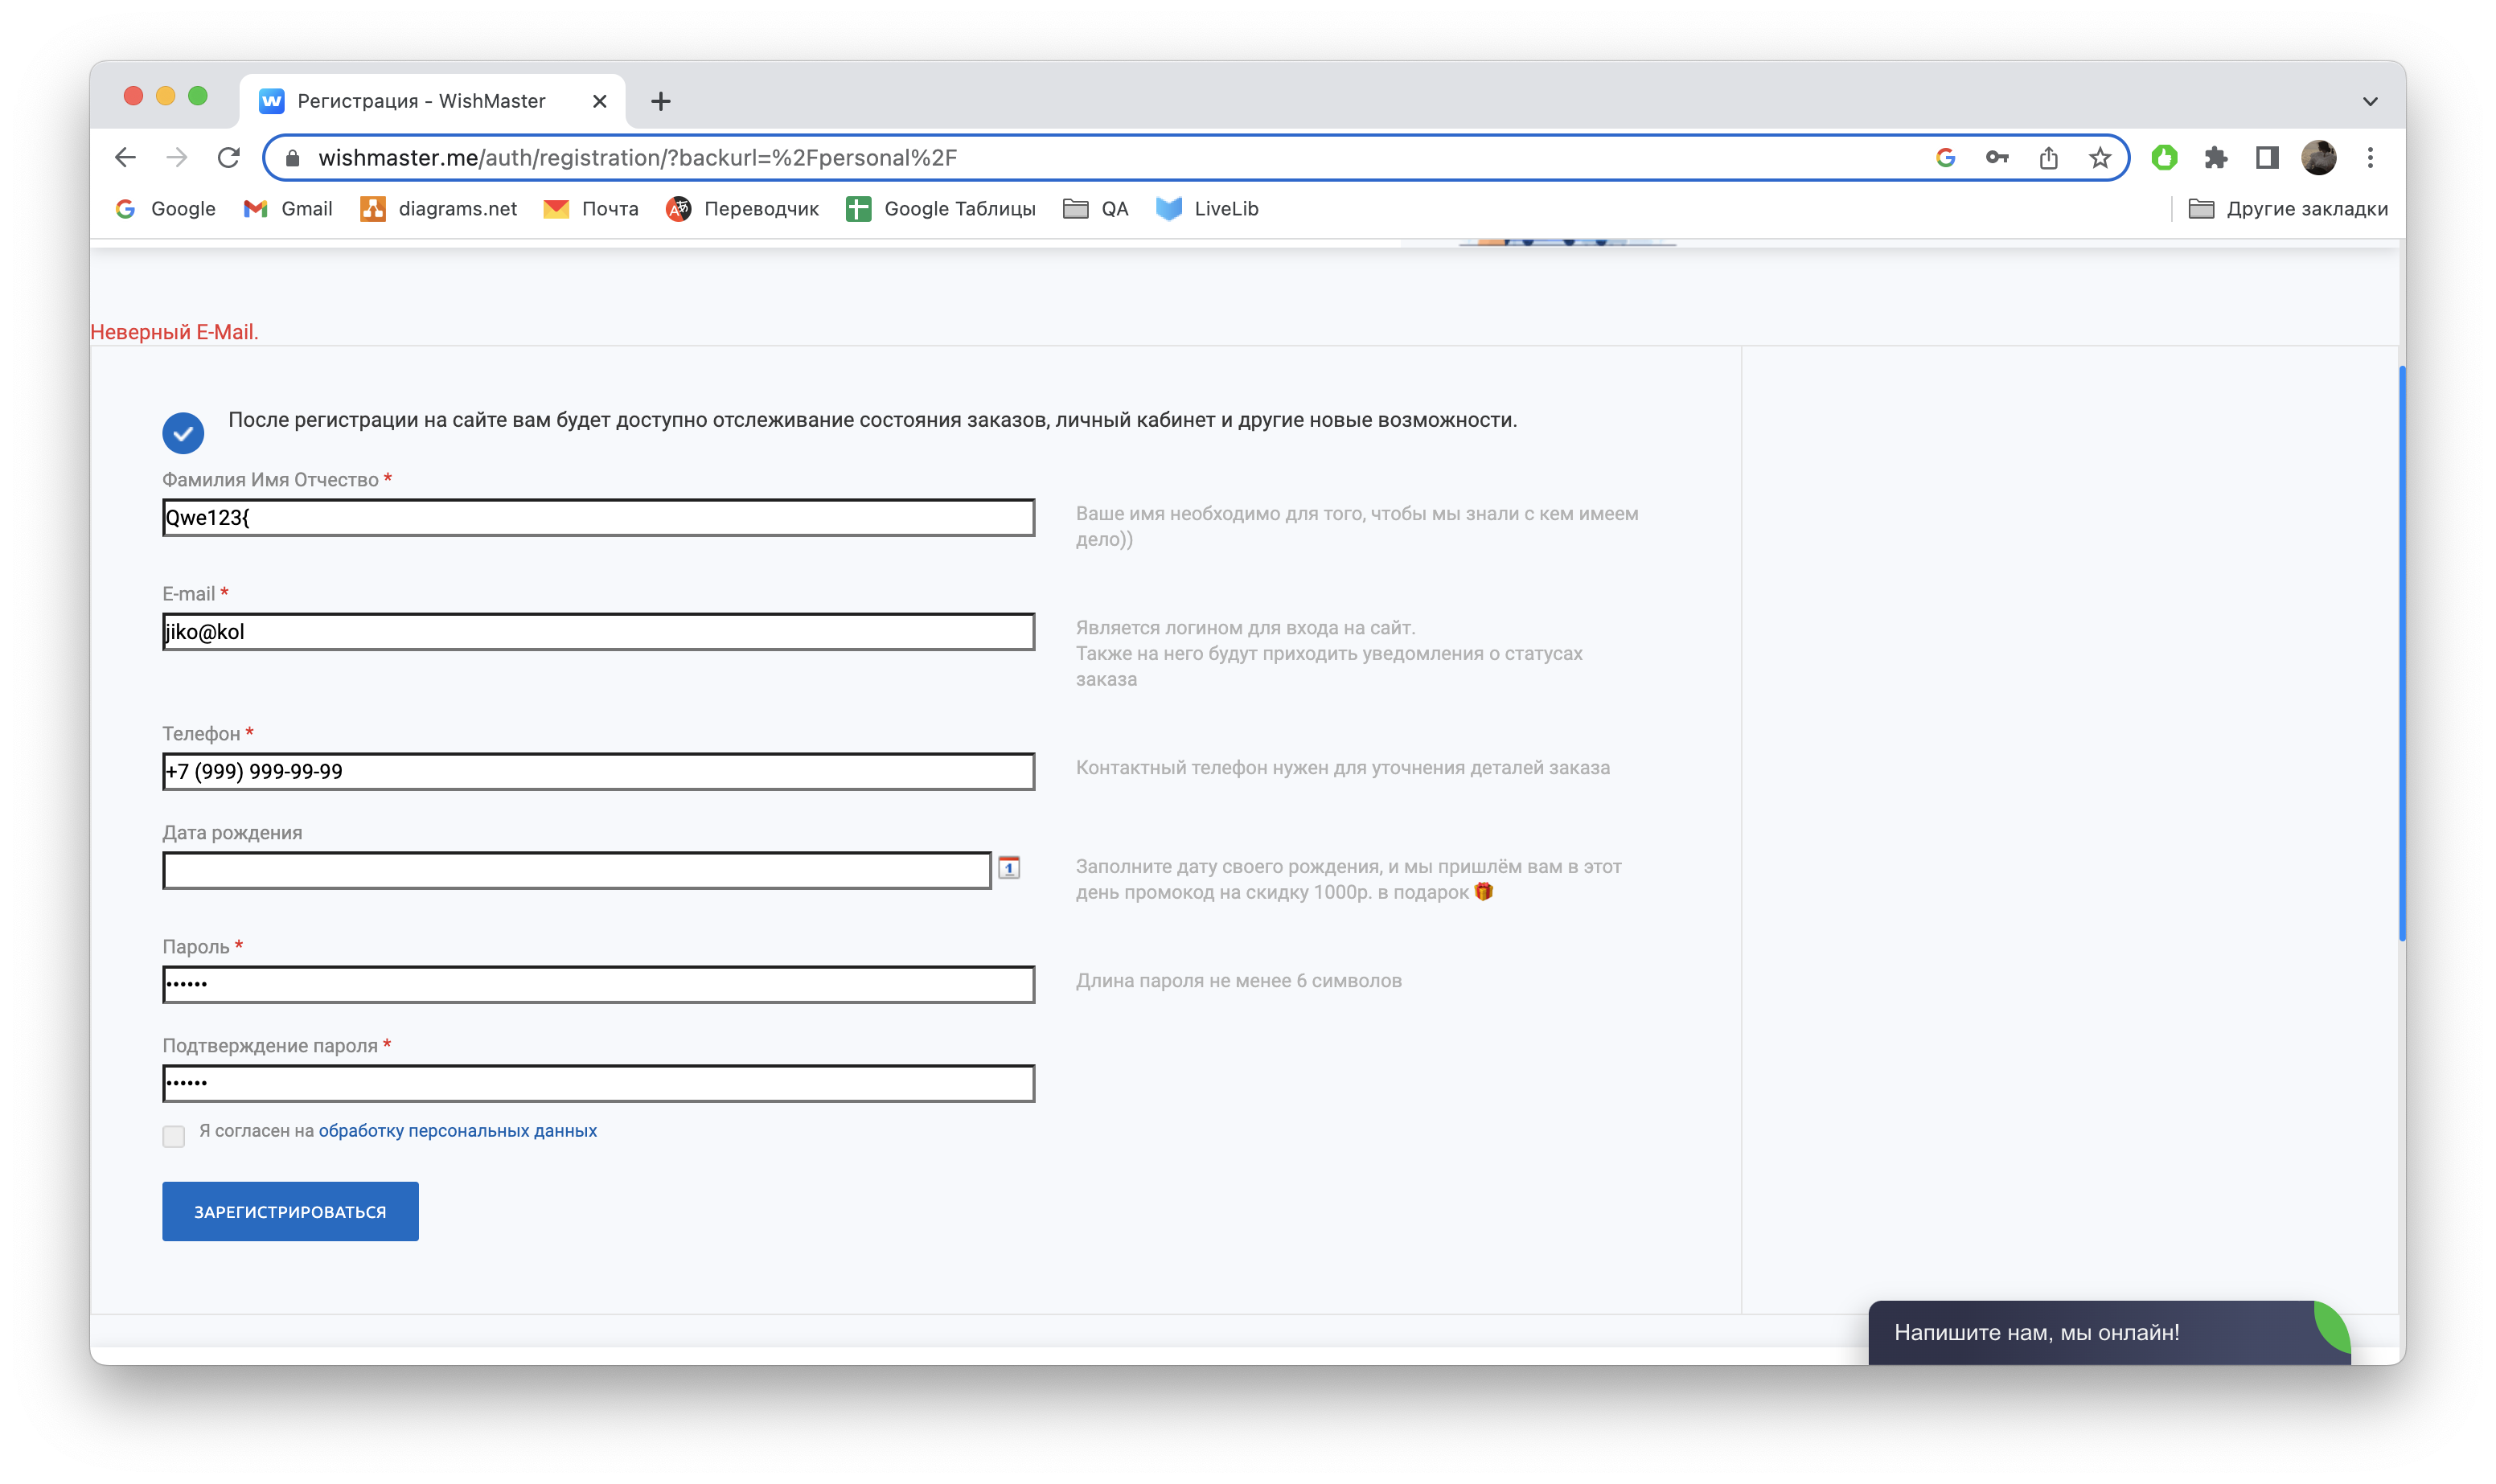 Регистрация - WishMaster
wishmaster.me/auth/registration/?backurl=%2Fpersonal%2F
Google Gmail diagrams.net Почта Переводчик Google Таблицы QA LiveLib Другие закладки
Неверный E-Mail.
После регистрации на сайте вам будет доступно отслеживание состояния заказов, личный кабинет и другие новые возможности.
Фамилия Имя Отчество *
Qwe123{
Ваше имя необходимо для того, чтобы мы знали с кем имеем
дело))
E-mail *
jiko@kol
Является логином для входа на сайт.
Также на него будут приходить уведомления о статусах
заказа
Телефон *
+7 (999) 999-99-99
Контактный телефон нужен для уточнения деталей заказа
Дата рождения
Заполните дату своего рождения, и мы пришлём вам в этот
день промокод на скидку 1000р. в подарок 🎁
Пароль *
••••••
Длина пароля не менее 6 символов
Подтверждение пароля *
••••••
Я согласен на обработку персональных данных
ЗАРЕГИСТРИРОВАТЬСЯ
Напишите нам, мы онлайн!